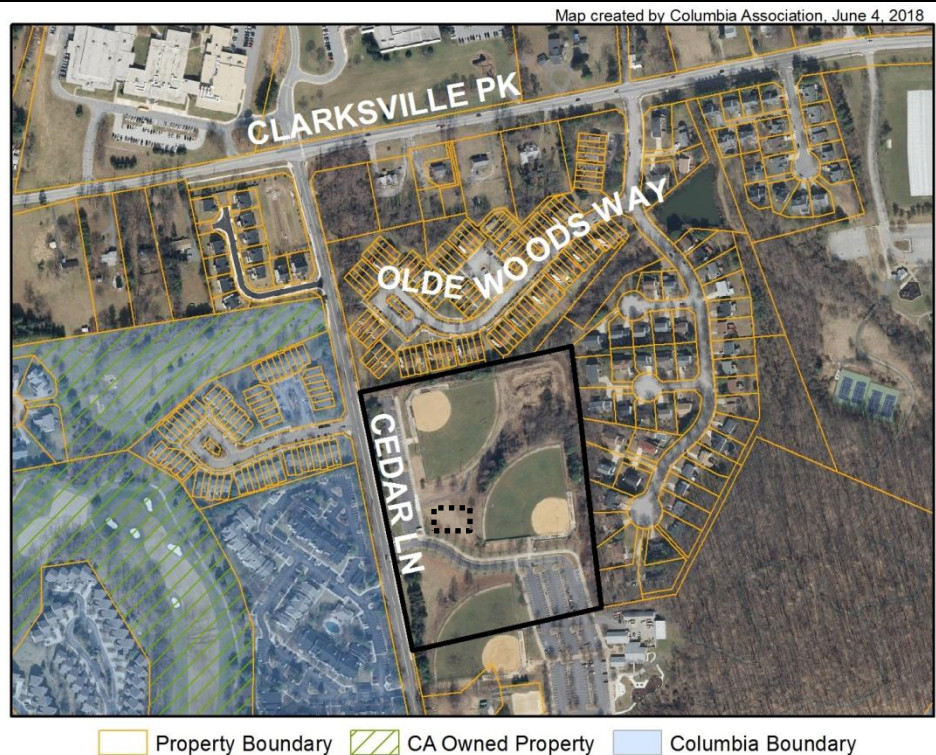 Map created by Columbia Association, June 4, 2018
CLARKSVILLE PK
OLDE WOODS WAY
CEDAR LN
Property Boundary CA Owned Property Columbia Boundary